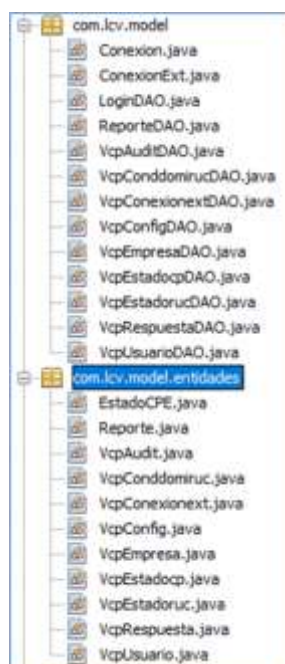 com.lcv.model
Conexion.java
ConexionExt.java
LoginDAO.java
ReporteDAO.java
VcpAuditDAO.java
VcpConddomirucDAO.java
VcpConexionextDAO.java
VcpConfigDAO.java
VcpEmpresaDAO.java
VcpEstadocpDAO.java
VcpEstadorucDAO.java
VcpRespuestaDAO.java
VcpUsuarioDAO.java
com.lcv.model.entidades
EstadoCPE.java
Reporte.java
VcpAudit.java
VcpConddomiruc.java
VcpConexionext.java
VcpConfig.java
VcpEmpresa.java
VcpEstadocp.java
VcpEstadoruc.java
VcpRespuesta.java
VcpUsuario.java